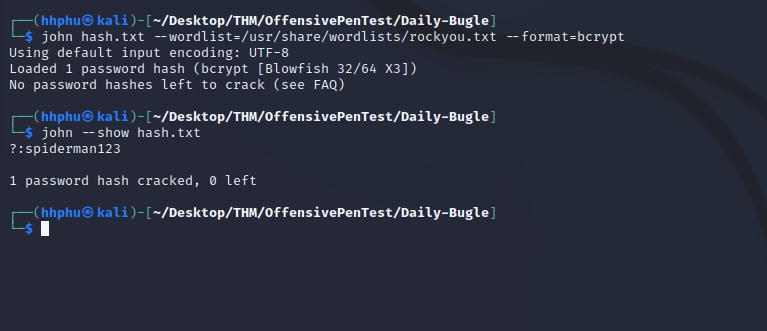 ┌──(hhphu㉿kali)-[~/Desktop/THM/OffensivePenTest/Daily-Bugle]
└─$ john hash.txt --wordlist=/usr/share/wordlists/rockyou.txt --format=bcrypt
Using default input encoding: UTF-8
Loaded 1 password hash (bcrypt [Blowfish 32/64 X3])
No password hashes left to crack (see FAQ)
┌──(hhphu㉿kali)-[~/Desktop/THM/OffensivePenTest/Daily-Bugle]
└─$ john --show hash.txt
?:spiderman123
1 password hash cracked, 0 left
┌──(hhphu㉿kali)-[~/Desktop/THM/OffensivePenTest/Daily-Bugle]
└─$